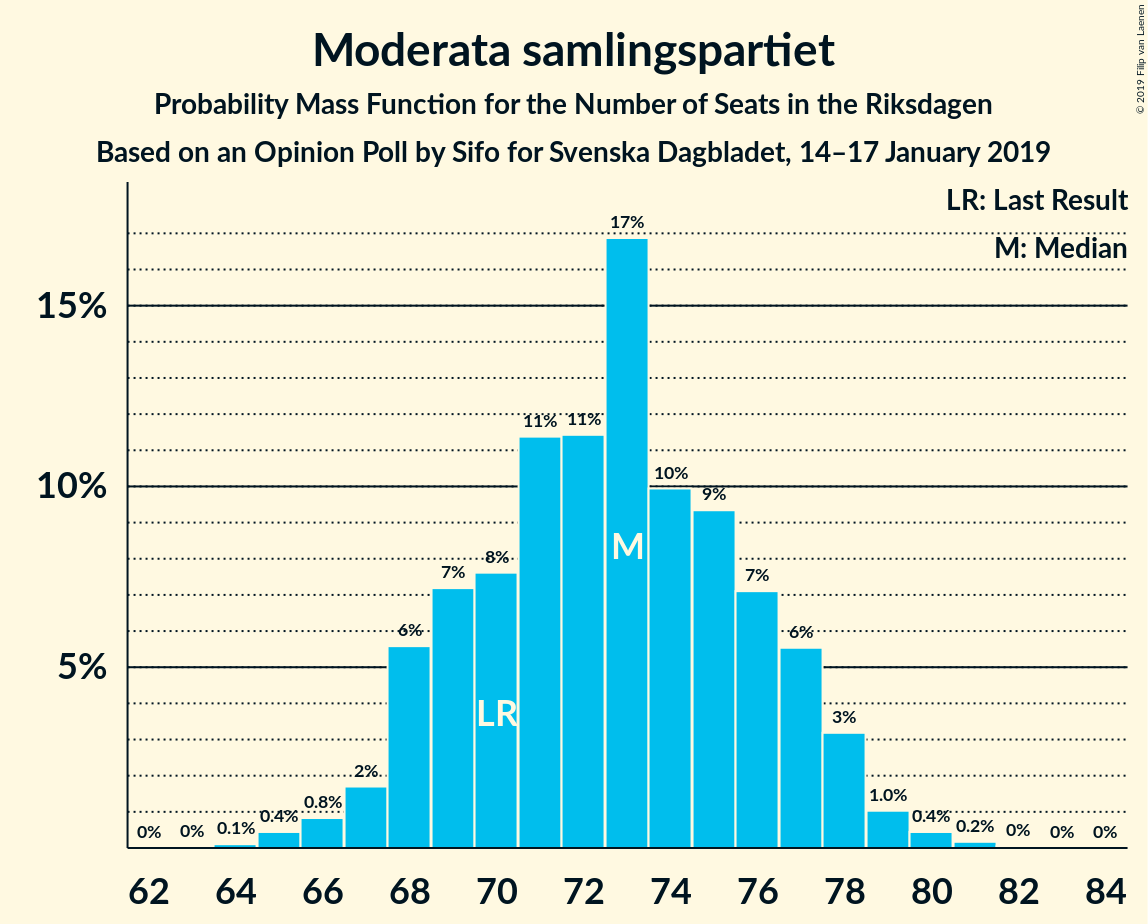 Moderata samlingspartiet
Probability Mass Function for the Number of Seats in the Riksdagen
Based on an Opinion Poll by Sifo for Svenska Dagbladet, 14–17 January 2019
© 2019 Filip van Laenen
LR: Last Result
M: Median
15%
10%
5%
0%
0%
0.1%
0.4%
0.8%
2%
6%
7%
8%
11%
11%
17%
10%
9%
7%
6%
3%
1.0%
0.4%
0.2%
0%
0%
0%
LR
M
62 64 66 68 70 72 74 76 78 80 82 84